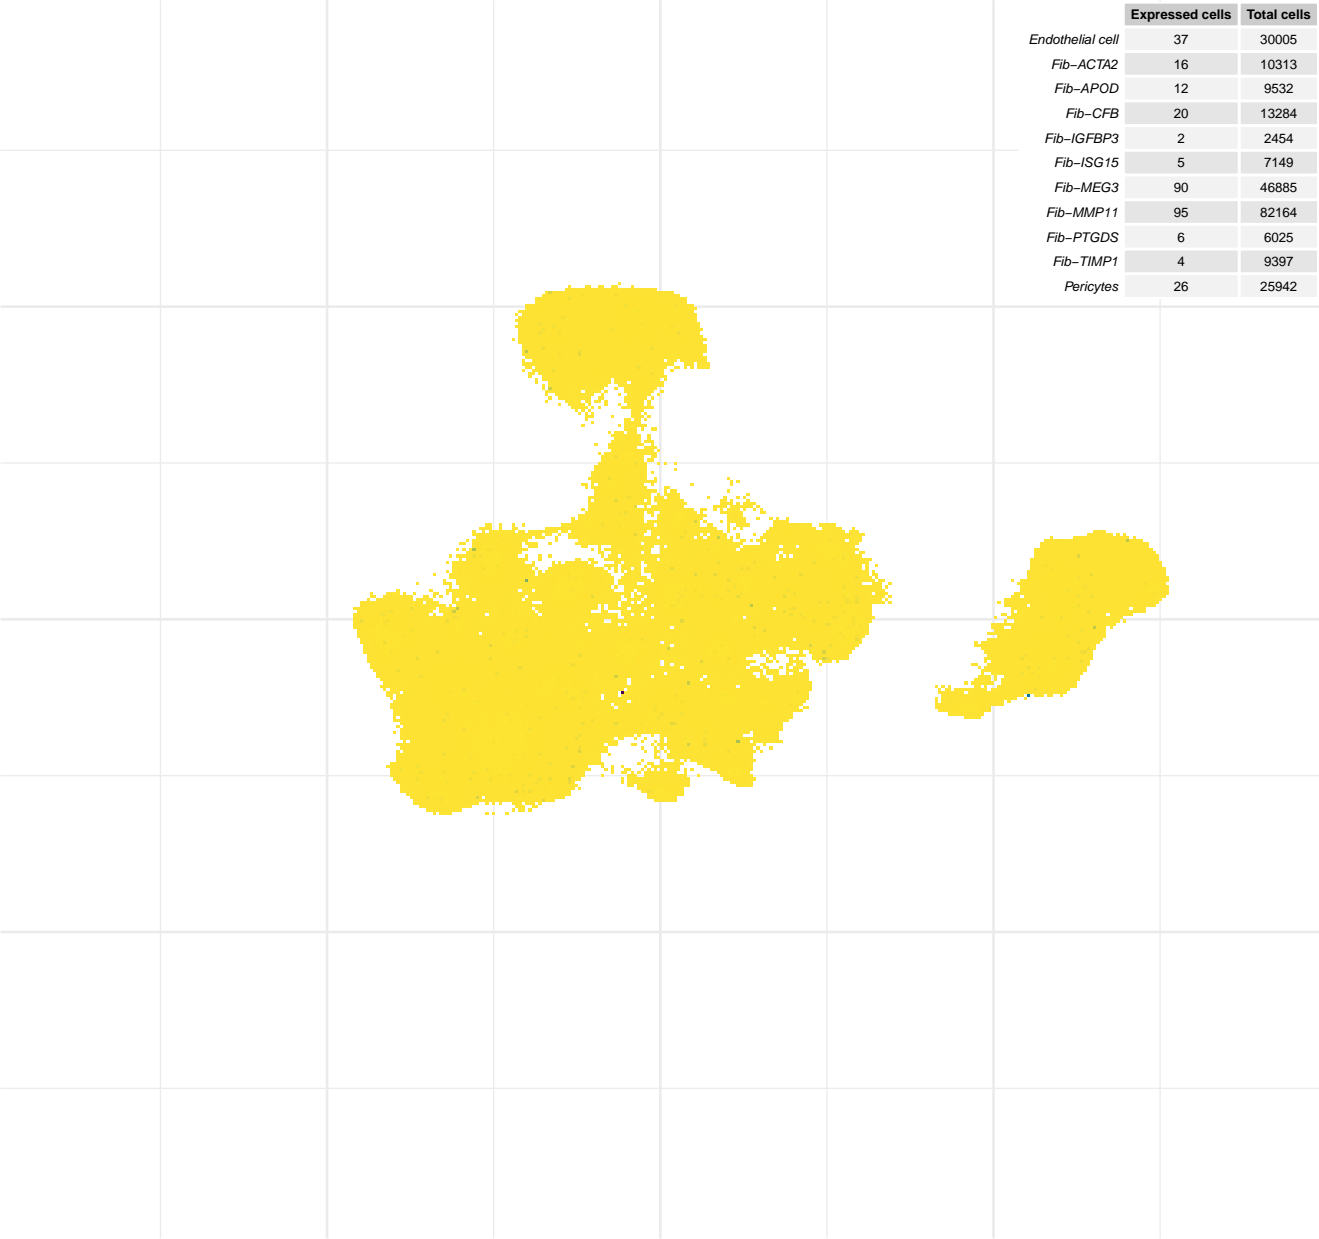 Expressed cells Total cells
Endothelial cell 37 30005
Fib−ACTA2 16 10313
Fib−APOD 12 9532
Fib−CFB 20 13284
Fib−IGFBP3 2 2454
Fib−ISG15 5 7149
Fib−MEG3 90 46885
Fib−MMP11 95 82164
Fib−PTGDS 6 6025
Fib−TIMP1 4 9397
Pericytes 26 25942